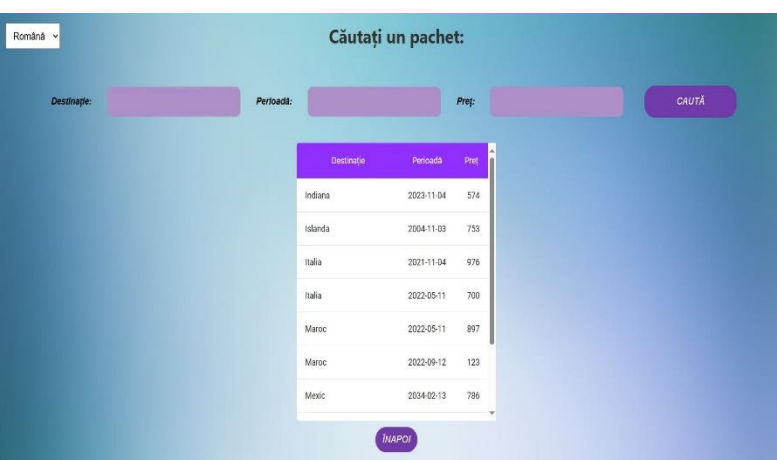 Română
Căutați un pachet:
Destinație: Perioadă: Preț: CAUTĂ
Destinație Perioadă Preț
Indiana 2023-11-04 574
Islanda 2004-11-03 753
Italia 2021-11-04 976
Italia 2022-05-11 700
Maroc 2022-05-11 897
Maroc 2022-09-12 123
Mexic 2034-02-13 786
ÎNAPOI